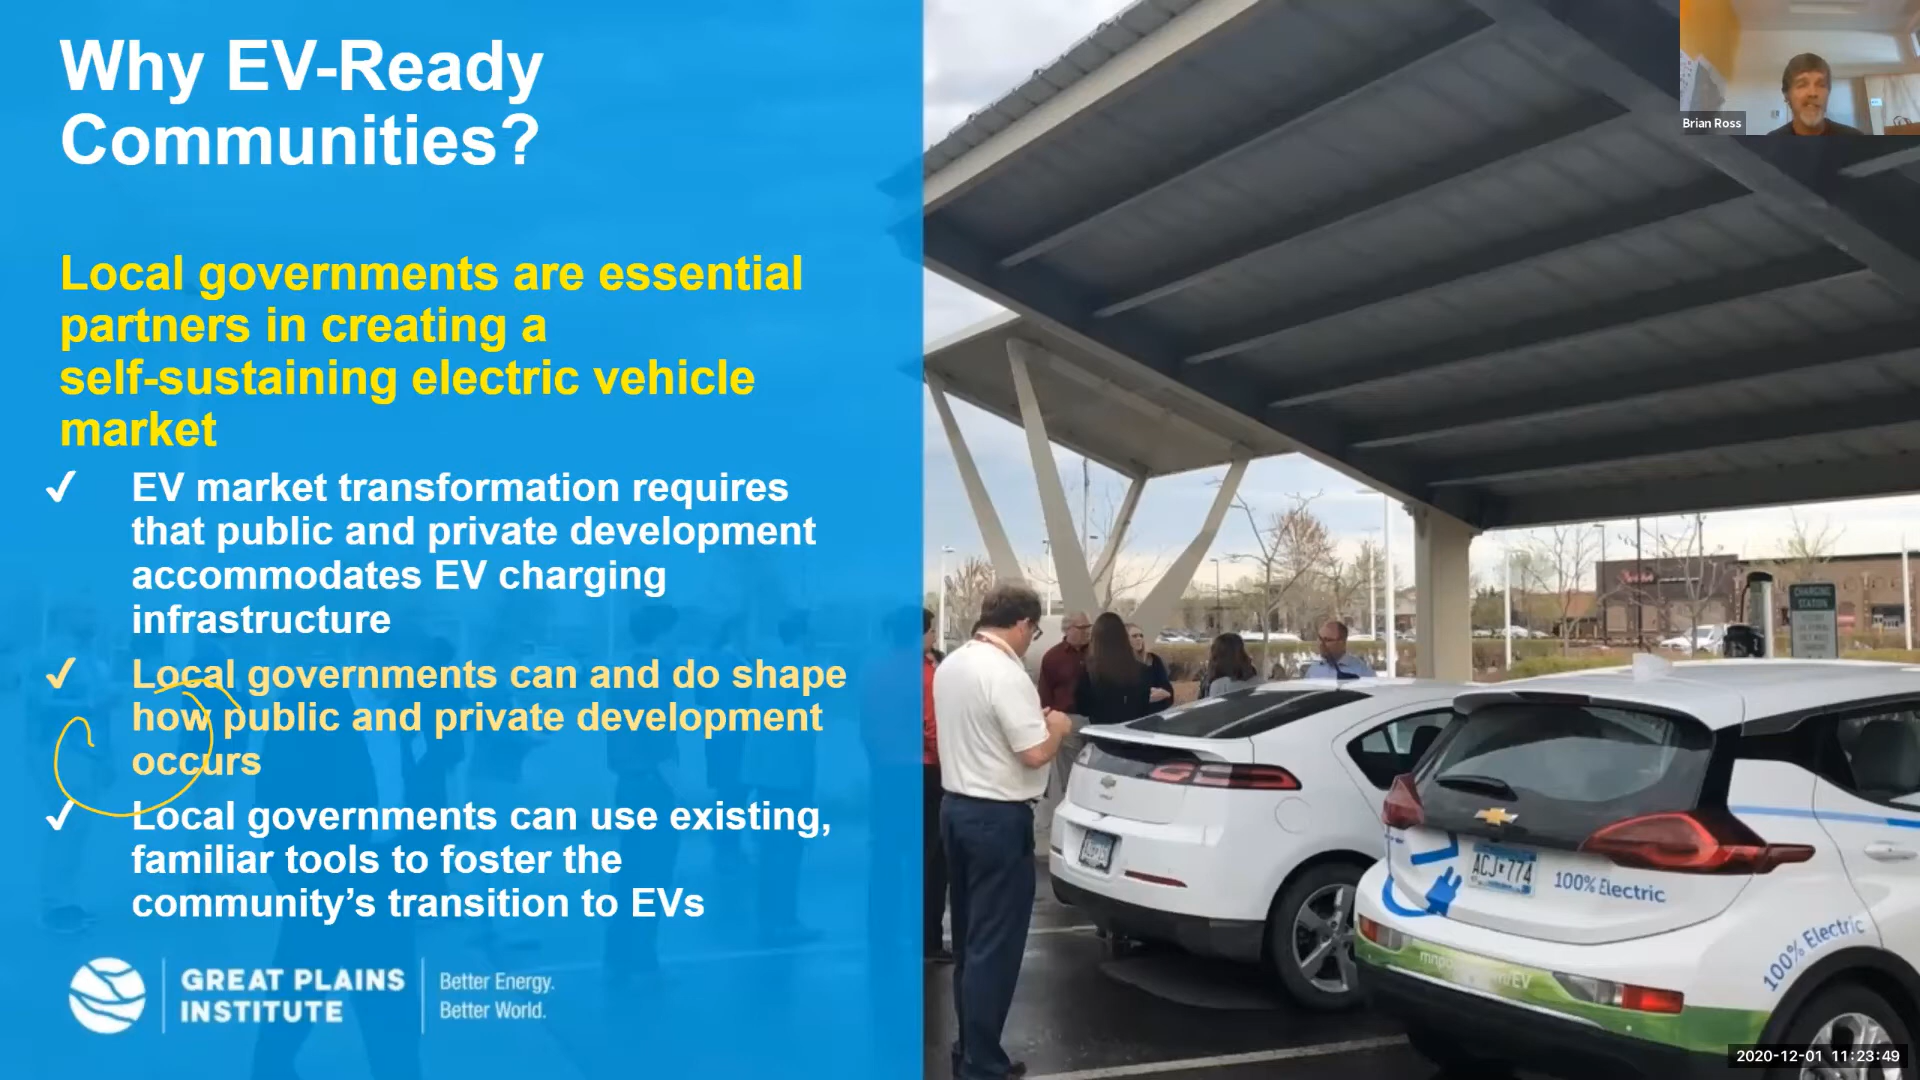 Why EV-Ready
Communities?
Local governments are essential
partners in creating a
self-sustaining electric vehicle
market
✓ EV market transformation requires
that public and private development
accommodates EV charging
infrastructure
✓ Local governments can and do shape
how public and private development
occurs
✓ Local governments can use existing,
familiar tools to foster the
community’s transition to EVs
GREAT PLAINS
INSTITUTE
Better Energy.
Better World.
Brian Ross
CHARGING
STATION
ACJ 774
100% Electric
100% Electric
2020-12-01 11:23:49